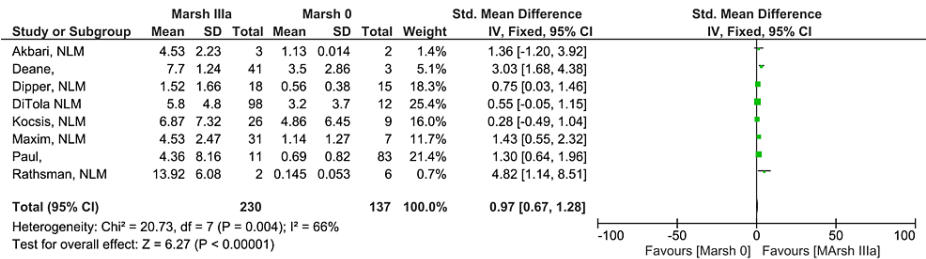 Marsh IIIa Marsh 0 Std. Mean Difference Std. Mean Difference
Study or Subgroup Mean SD Total Mean SD Total Weight IV, Fixed, 95% CI IV, Fixed, 95% CI
Akbari, NLM 4.53 2.23 3 1.13 0.014 2 1.4% 1.36 [-1.20, 3.92]
Deane, 7.7 1.24 41 3.5 2.86 3 5.1% 3.03 [1.68, 4.38]
Dipper, NLM 1.52 1.66 18 0.56 0.38 15 18.3% 0.75 [0.03, 1.46]
DiTola NLM 5.8 4.8 98 3.2 3.7 12 25.4% 0.55 [-0.05, 1.15]
Kocsis, NLM 6.87 7.32 26 4.86 6.45 9 16.0% 0.28 [-0.49, 1.04]
Maxim, NLM 4.53 2.47 31 1.14 1.27 7 11.7% 1.43 [0.55, 2.32]
Paul, 4.36 8.16 11 0.69 0.82 83 21.4% 1.30 [0.64, 1.96]
Rathsman, NLM 13.92 6.08 2 0.145 0.053 6 0.7% 4.82 [1.14, 8.51]
Total (95% CI) 230 137 100.0% 0.97 [0.67, 1.28]
Heterogeneity: Chi² = 20.73, df = 7 (P = 0.004); I² = 66%
Test for overall effect: Z = 6.27 (P < 0.00001)
-100 -50 0 50 100
Favours [Marsh 0] Favours [MArsh IIIa]